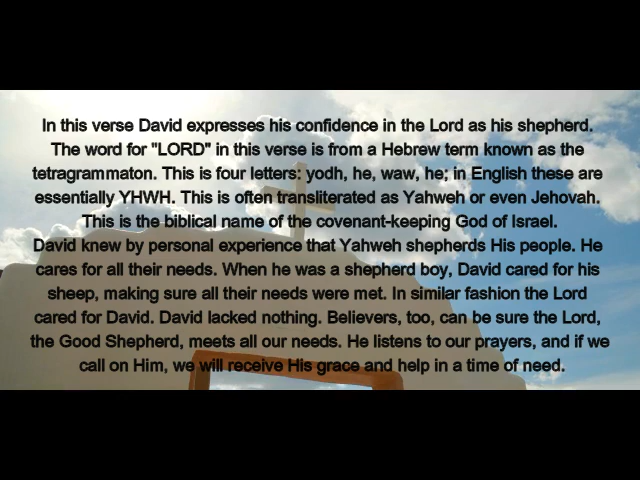 In this verse David expresses his confidence in the Lord as his shepherd.
The word for "LORD" in this verse is from a Hebrew term known as the
tetragrammaton. This is four letters: yodh, he, waw, he; in English these are
essentially YHWH. This is often transliterated as Yahweh or even Jehovah.
This is the biblical name of the covenant-keeping God of Israel.
David knew by personal experience that Yahweh shepherds His people. He
cares for all their needs. When he was a shepherd boy, David cared for his
sheep, making sure all their needs were met. In similar fashion the Lord
cared for David. David lacked nothing. Believers, too, can be sure the Lord,
the Good Shepherd, meets all our needs. He listens to our prayers, and if we
call on Him, we will receive His grace and help in a time of need.